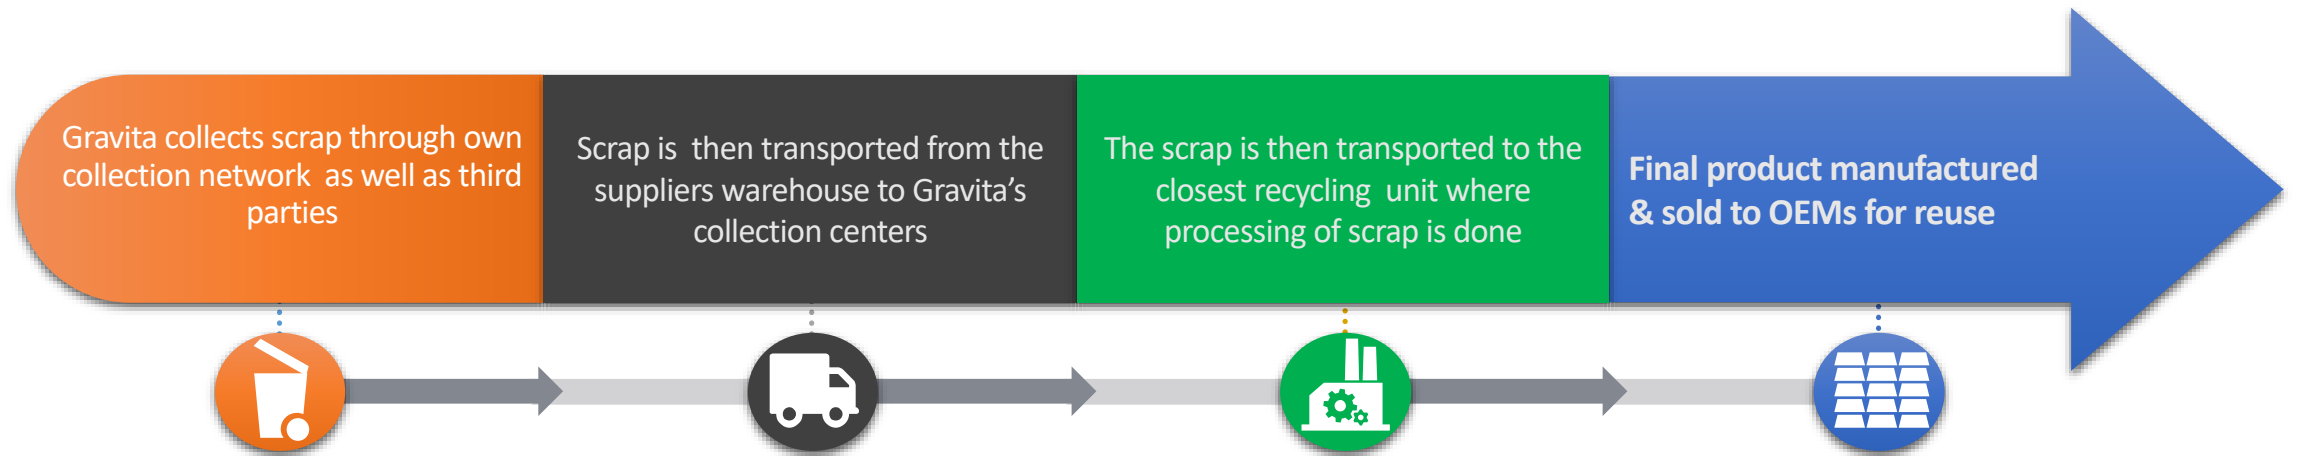 Gravita collects scrap through own
collection network as well as third
parties
Scrap is then transported from the
suppliers warehouse to Gravita's
collection centers
The scrap is then transported to the
closest recycling unit where
processing of scrap is done
Final product manufactured
& sold to OEMs for reuse